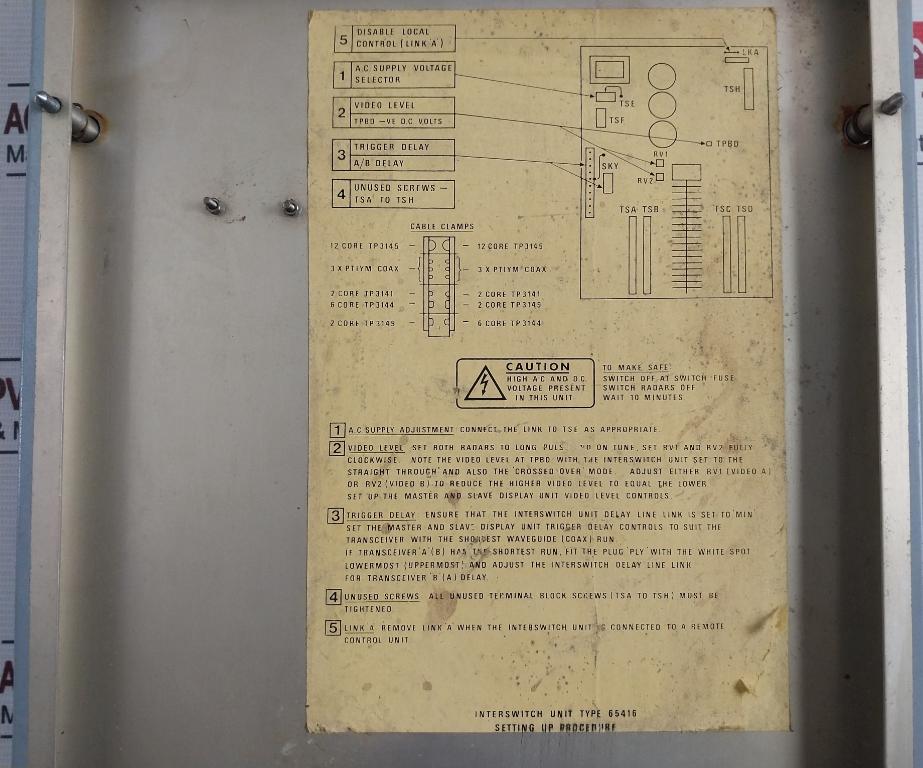 5 DISABLE LOCAL
CONTROL (LINK A)
1 A.C SUPPLY VOLTAGE
SELECTOR
2 VIDEO LEVEL
TPBD -VE D.C VOLTS
3 TRIGGER DELAY
A/B DELAY
4 UNUSED SCREWS -
TSA TO TSH
LKA
TSH
TSE
TSF
TPBD
RV1
SKY
RV2
TSA TSB TSC TSD
CABLE CLAMPS
12 CORE TP3145 12 CORE TP3145
3 X PT11YM COAX 3 X PT11YM COAX
2 CORE TP3141 2 CORE TP3141
6 CORE TP3144 2 CORE TP3149
2 CORE TP3149 6 CORE TP3144
CAUTION
HIGH A.C AND D.C
VOLTAGE PRESENT
IN THIS UNIT
TO MAKE SAFE
SWITCH OFF AT SWITCH FUSE
SWITCH RADARS OFF
WAIT 10 MINUTES
1 A.C SUPPLY ADJUSTMENT CONNECT THE LINK TO TSE AS APPROPRIATE.
2 VIDEO LEVEL SET BOTH RADARS TO LONG ON TUNE, SET RV1 AND RV2 FULLY
CLOCKWISE. NOTE THE VIDEO LEVEL AT TPBD WITH THE INTERSWITCH UNIT SET TO THE
'STRAIGHT THROUGH' AND ALSO THE 'CROSSED OVER' MODE. ADJUST EITHER RV1 (VIDEO A)
OR RV2 (VIDEO B) TO REDUCE THE HIGHER VIDEO LEVEL TO EQUAL THE LOWER
SET UP THE MASTER AND SLAVE DISPLAY UNIT VIDEO LEVEL CONTROLS.
3 TRIGGER DELAY ENSURE THAT THE INTERSWITCH UNIT DELAY LINE LINK IS SET TO 'MIN'
SET THE MASTER AND SLAVE DISPLAY UNIT TRIGGER DELAY CONTROLS TO SUIT THE
TRANSCEIVER WITH THE SHORTEST WAVEGUIDE (COAX) RUN.
IF TRANSCEIVER 'A' (B) HAS THE SHORTEST RUN, FIT THE PLUG 'PLY' WITH THE WHITE SPOT
LOWERMOST (UPPERMOST) AND ADJUST THE INTERSWITCH DELAY LINE LINK
FOR TRANSCEIVER 'B' (A) DELAY.
4 UNUSED SCREWS ALL UNUSED TERMINAL BLOCK SCREWS (TSA TO TSH) MUST BE
TIGHTENED
5 LINK A REMOVE LINK A WHEN THE INTERSWITCH UNIT IS CONNECTED TO A REMOTE
CONTROL UNIT
INTERSWITCH UNIT TYPE 65416
SETTING UP PROCEDURE